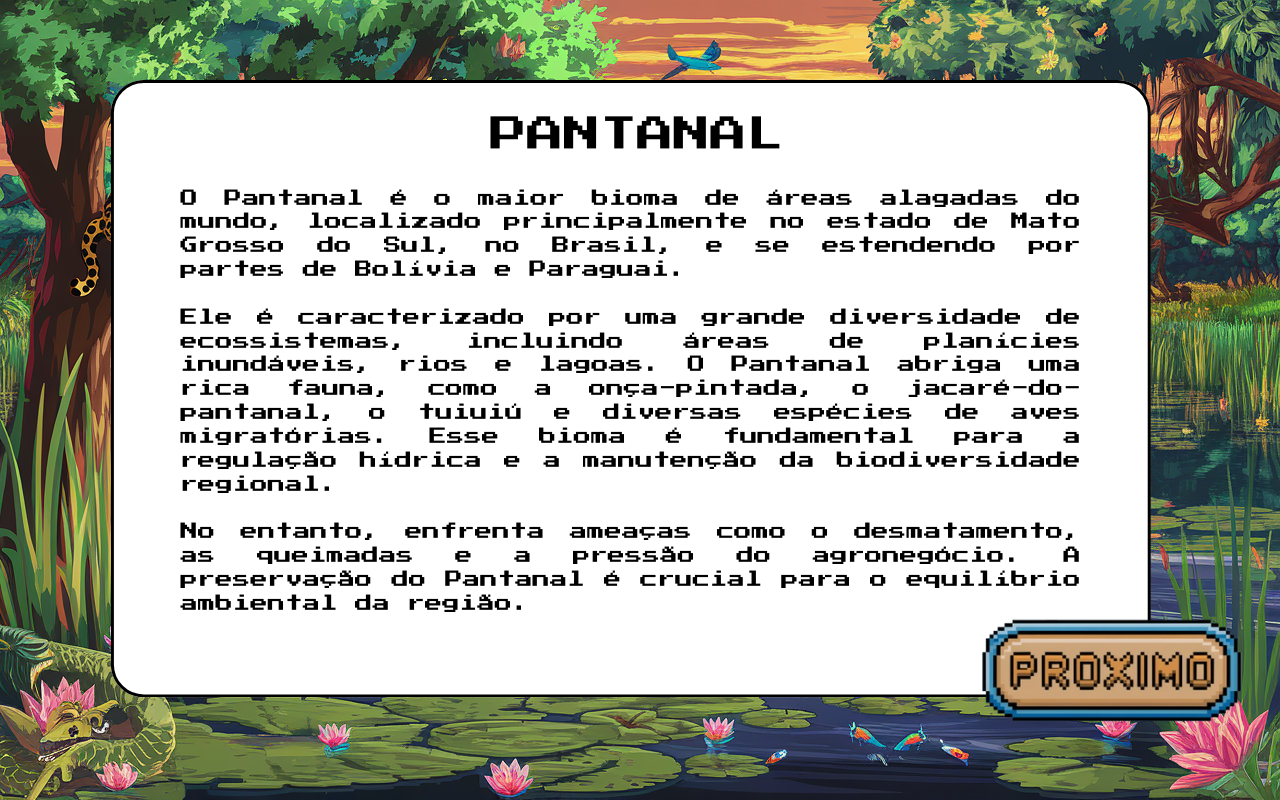 PANTANAL
O Pantanal é o maior bioma de áreas alagadas do
mundo, localizado principalmente no estado de Mato
Grosso do Sul, no Brasil, e se estendendo por
partes de Bolívia e Paraguai.
Ele é caracterizado por uma grande diversidade de
ecossistemas, incluindo áreas de planícies
inundáveis, rios e lagoas. O Pantanal abriga uma
rica fauna, como a onça-pintada, o jacaré-do-
pantanal, o tuiuiú e diversas espécies de aves
migratórias. Esse bioma é fundamental para a
regulação hídrica e a manutenção da biodiversidade
regional.
No entanto, enfrenta ameaças como o desmatamento,
as queimadas e a pressão do agronegócio. A
preservação do Pantanal é crucial para o equilíbrio
ambiental da região.
PROXIMO